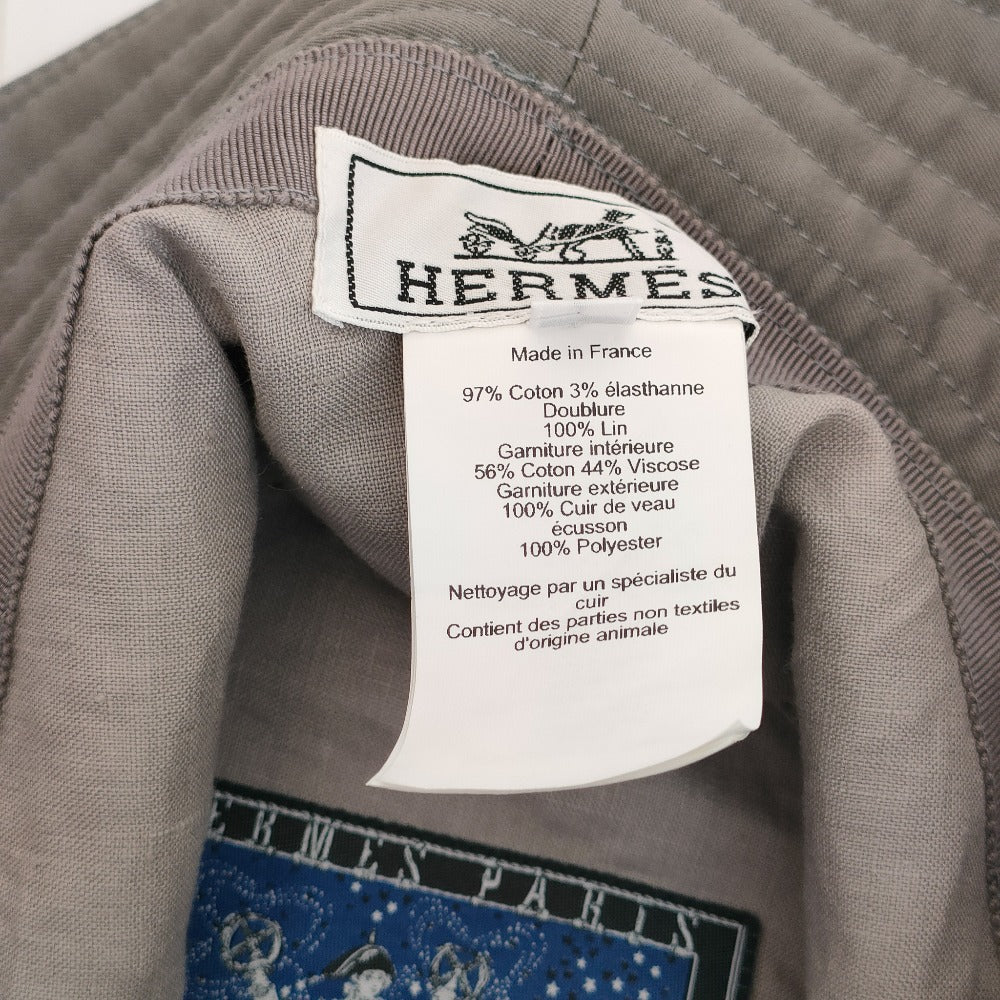 HERMÈS
Made in France
97% Coton 3% élasthanne
Doublure
100% Lin
Garniture intérieure
56% Coton 44% Viscose
Garniture extérieure
100% Cuir de veau
écusson
100% Polyester
Nettoyage par un spécialiste du
cuir
Contient des parties non textiles
d'origine animale
ERMES PARIS